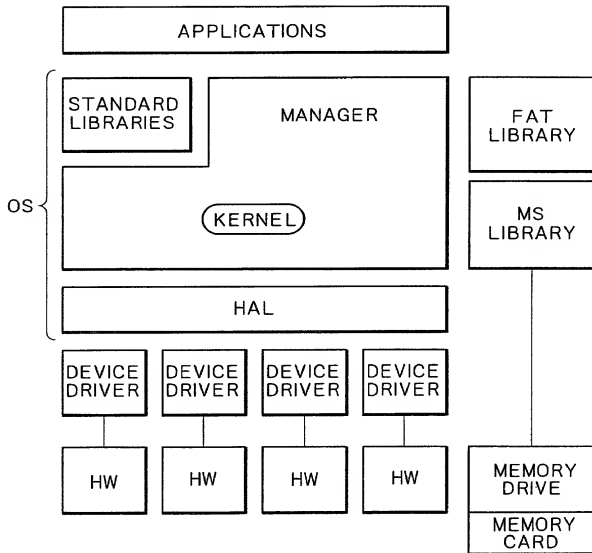 APPLICATIONS
STANDARD
LIBRARIES
MANAGER
FAT
LIBRARY
OS
KERNEL
MS
LIBRARY
HAL
DEVICE
DRIVER
DEVICE
DRIVER
DEVICE
DRIVER
DEVICE
DRIVER
HW
HW
HW
HW
MEMORY
DRIVE
MEMORY
CARD